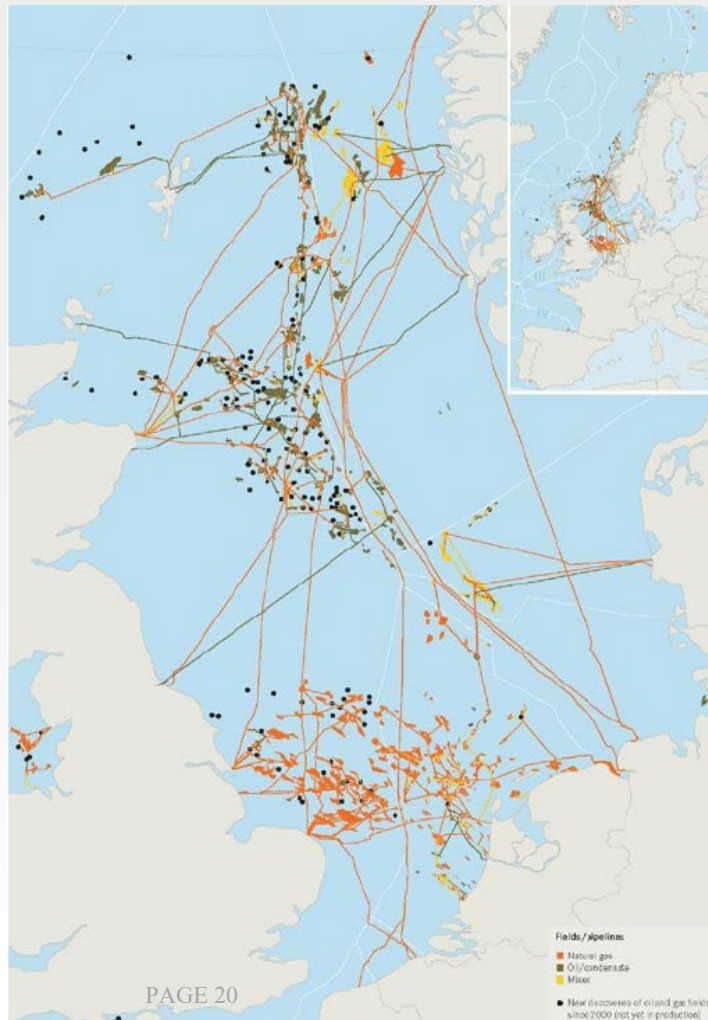 Fields/pipelines
Natural gas
Oil/condensate
Mixed
New discoveries of oil and gas fields
since 2000 (not yet in production)
PAGE 20